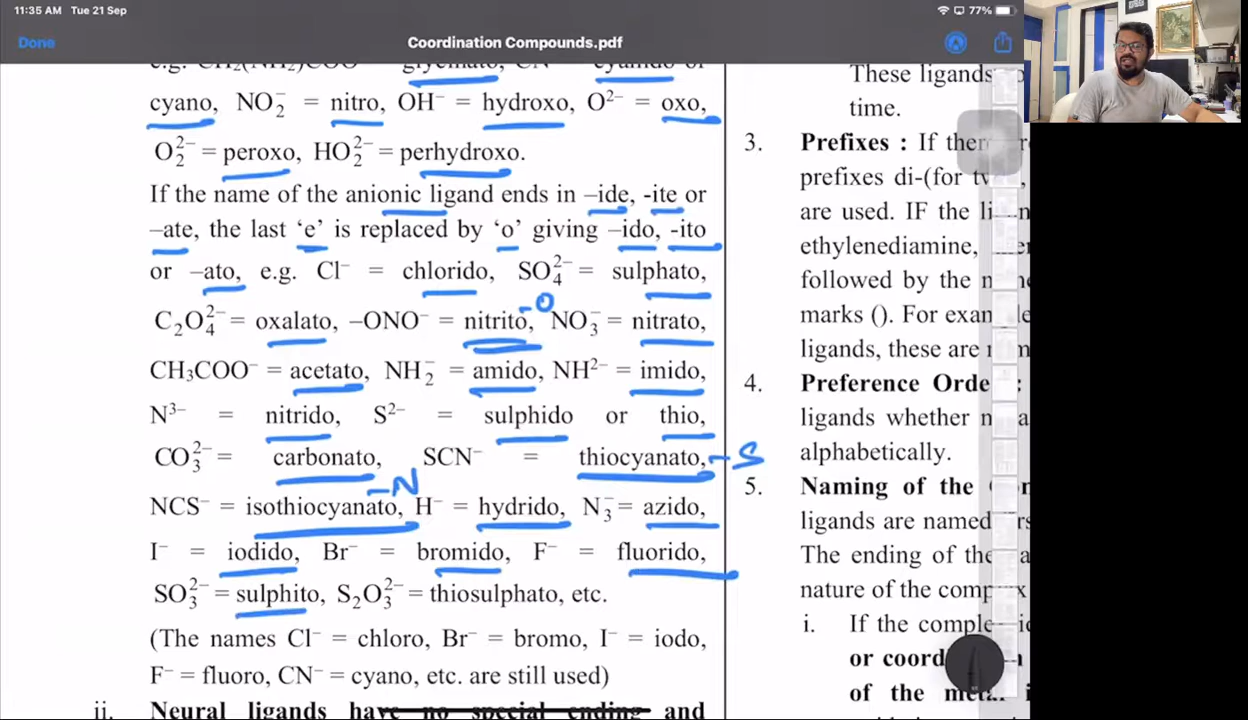 11:35 AM Tue 21 Sep
77%
Done
Coordination Compounds.pdf
cyano, NO₂⁻ = nitro, OH⁻ = hydroxo, O²⁻ = oxo,
O₂²⁻ = peroxo, HO₂²⁻ = perhydroxo.
If the name of the anionic ligand ends in –ide, -ite or
–ate, the last ‘e’ is replaced by ‘o’ giving –ido, -ito
or –ato, e.g. Cl⁻ = chlorido, SO₄²⁻ = sulphato,
-O
C₂O₄²⁻ = oxalato, –ONO⁻ = nitrito, NO₃⁻ = nitrato,
CH₃COO⁻ = acetato, NH₂⁻ = amido, NH²⁻ = imido,
N³⁻ = nitrido, S²⁻ = sulphido or thio,
CO₃²⁻ = carbonato, SCN⁻ = thiocyanato, -S
-N
NCS⁻ = isothiocyanato, H⁻ = hydrido, N₃⁻ = azido,
I⁻ = iodido, Br⁻ = bromido, F⁻ = fluorido,
SO₃²⁻ = sulphito, S₂O₃²⁻ = thiosulphato, etc.
(The names Cl⁻ = chloro, Br⁻ = bromo, I⁻ = iodo,
F⁻ = fluoro, CN⁻ = cyano, etc. are still used)
ii. Neural ligands have no special ending and
These ligands
time.
3. Prefixes : If
prefixes di-(for
are used. IF the
ethylenediamine,
followed by the
marks (). For
ligands, these are
4. Preference
ligands whether
alphabetically.
5. Naming of the
ligands are named
The ending of the
nature of the
i. If the
or
of the